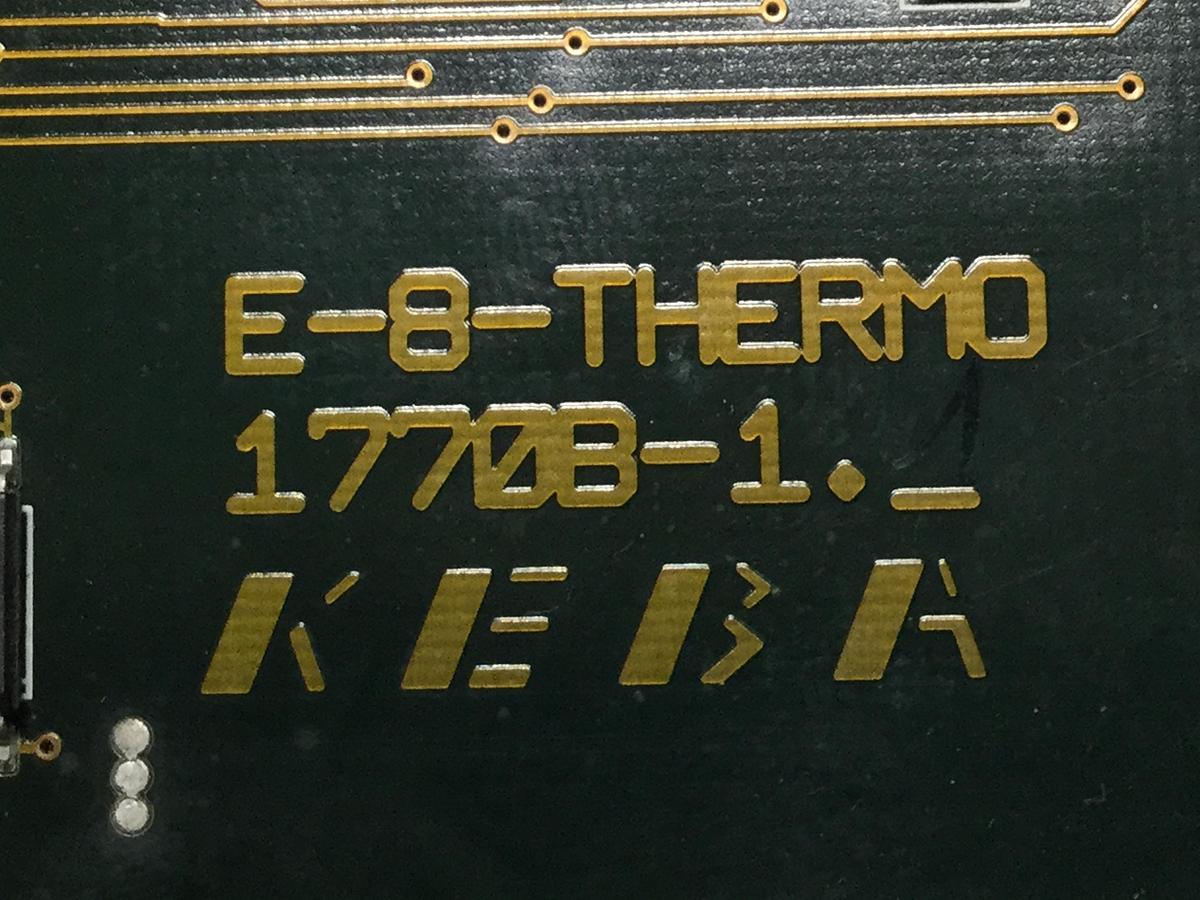 E-8-THERMO
1770B-1._
KEBA